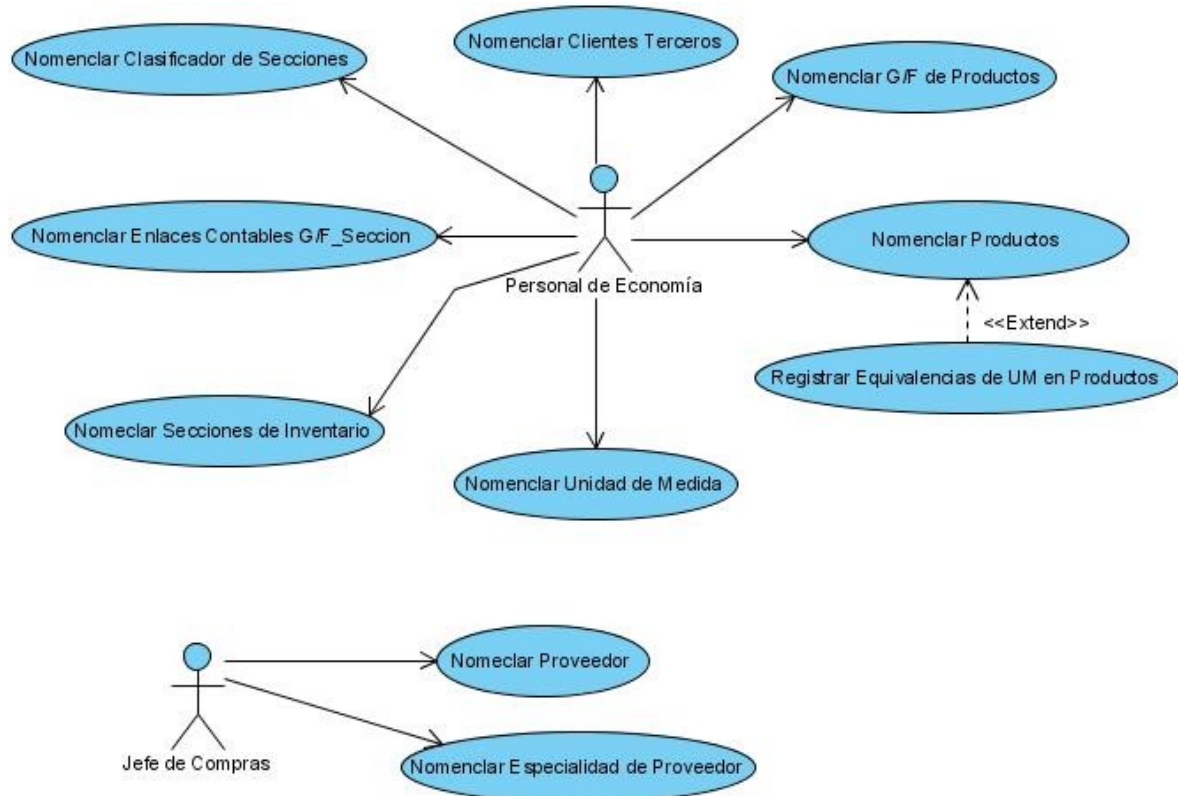 Nomenclar Clasificador de Secciones
Nomenclar Clientes Terceros
Nomenclar G/F de Productos
Nomenclar Enlaces Contables G/F_Seccion
Nomenclar Productos
Personal de Economía
<<Extend>>
Registrar Equivalencias de UM en Productos
Nomeclar Secciones de Inventario
Nomenclar Unidad de Medida
Nomeclar Proveedor
Jefe de Compras
Nomenclar Especialidad de Proveedor